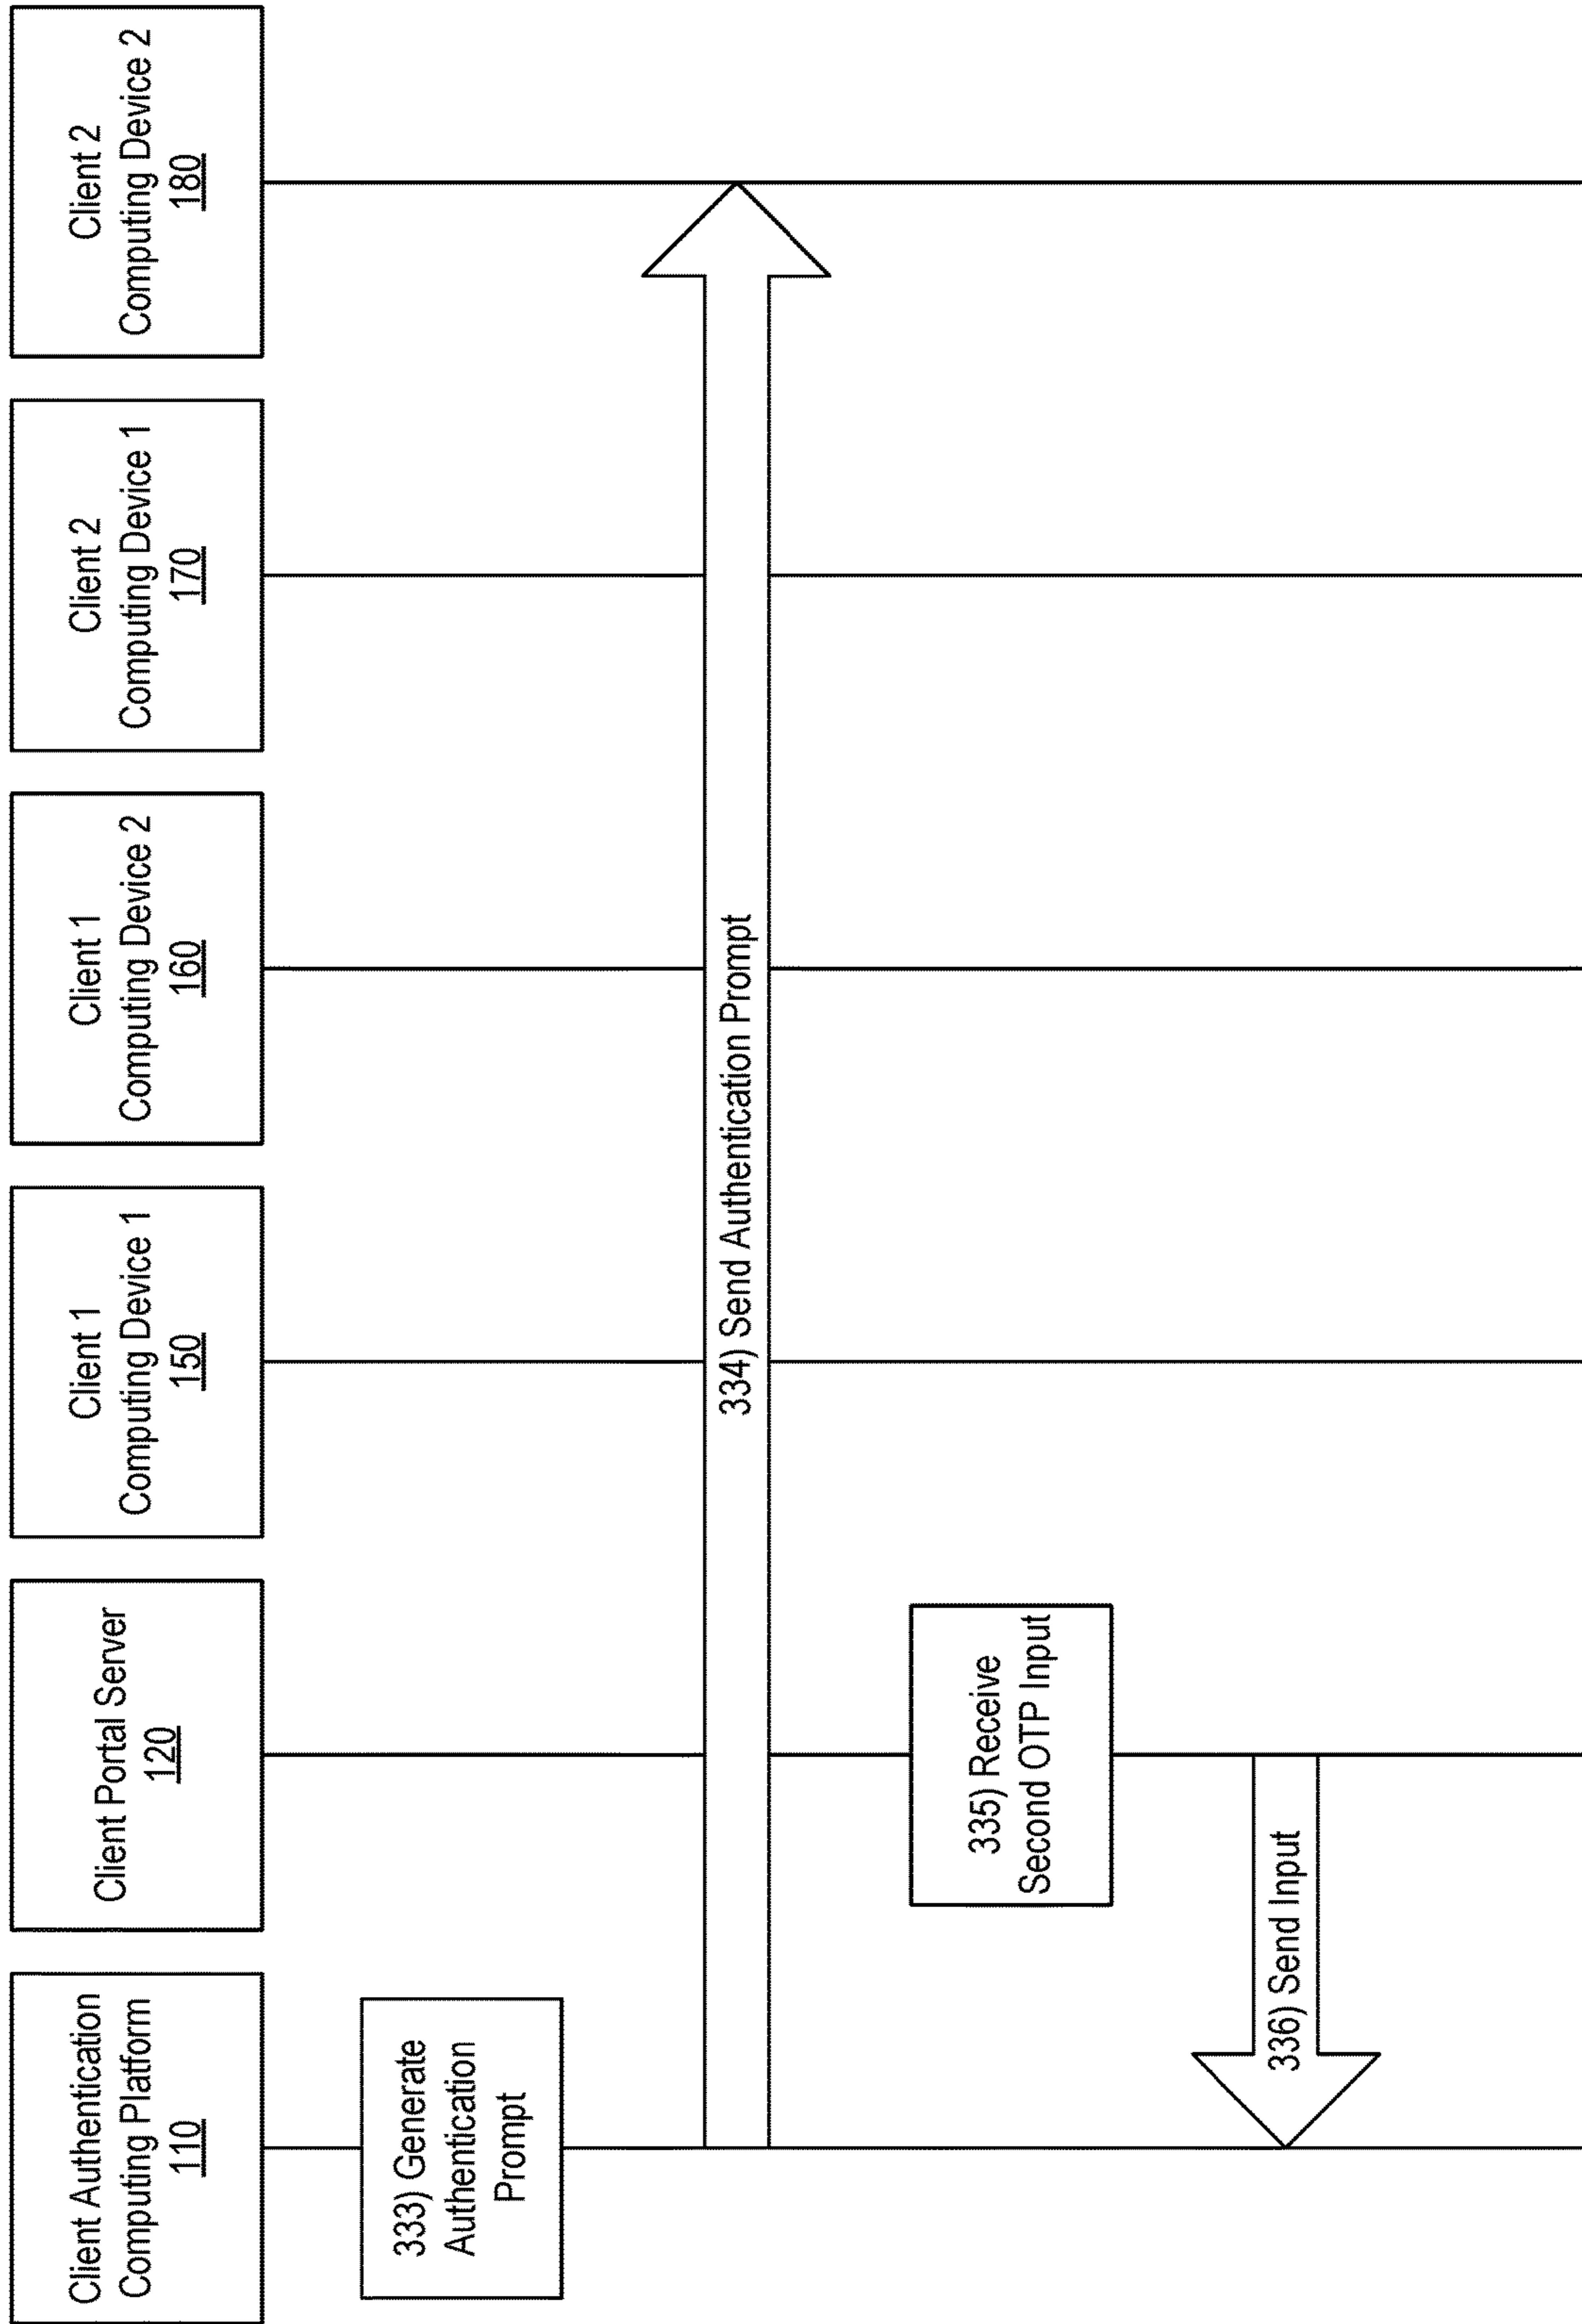 Client Authentication
Computing Platform
110
Client Portal Server
120
Client 1
Computing Device 1
150
Client 1
Computing Device 2
160
Client 2
Computing Device 1
170
Client 2
Computing Device 2
180
333) Generate
Authentication
Prompt
334) Send Authentication Prompt
335) Receive
Second OTP Input
336) Send Input